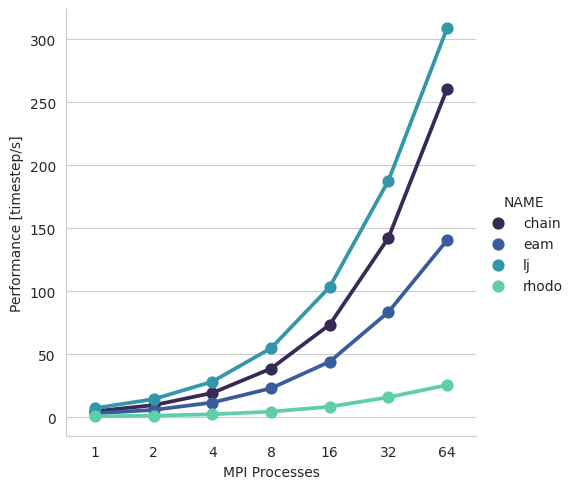 Performance [timestep/s]
300
250
200
150
100
50
0
1 2 4 8 16 32 64
MPI Processes
NAME
chain
eam
lj
rhodo